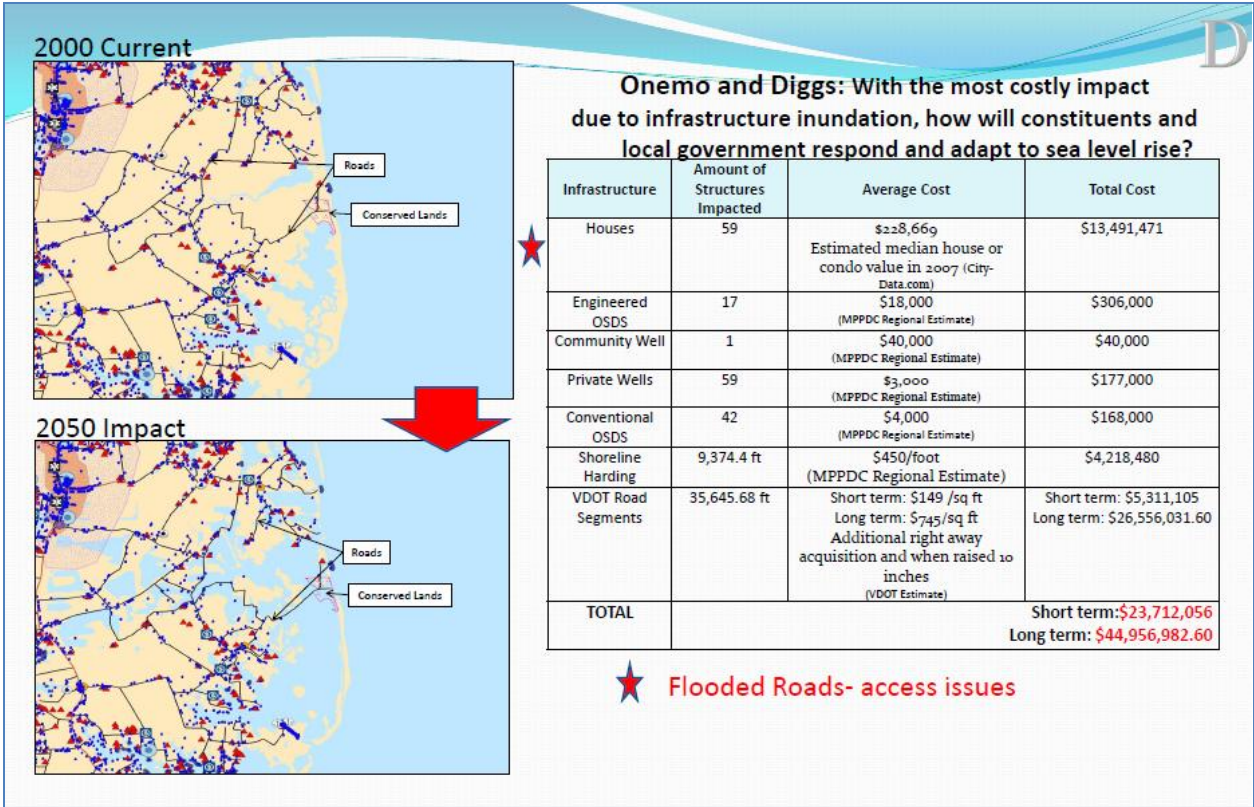 D
2000 Current
Roads
Conserved Lands
2050 Impact
Roads
Conserved Lands
Onemo and Diggs: With the most costly impact
due to infrastructure inundation, how will constituents and
local government respond and adapt to sea level rise?
Infrastructure
Amount of
Structures
Impacted
Average Cost
Total Cost
Houses
59
$228,669
Estimated median house or
condo value in 2007 (City-
Data.com)
$13,491,471
Engineered
OSDS
17
$18,000
(MPPDC Regional Estimate)
$306,000
Community Well
1
$40,000
(MPPDC Regional Estimate)
$40,000
Private Wells
59
$3,000
(MPPDC Regional Estimate)
$177,000
Conventional
OSDS
42
$4,000
(MPPDC Regional Estimate)
$168,000
Shoreline
Harding
9,374.4 ft
$450/foot
(MPPDC Regional Estimate)
$4,218,480
VDOT Road
Segments
35,645.68 ft
Short term: $149 /sq ft
Long term: $745/sq ft
Additional right away
acquisition and when raised 10
inches
(VDOT Estimate)
Short term: $5,311,105
Long term: $26,556,031.60
TOTAL
Short term:$23,712,056
Long term: $44,956,982.60
Flooded Roads- access issues